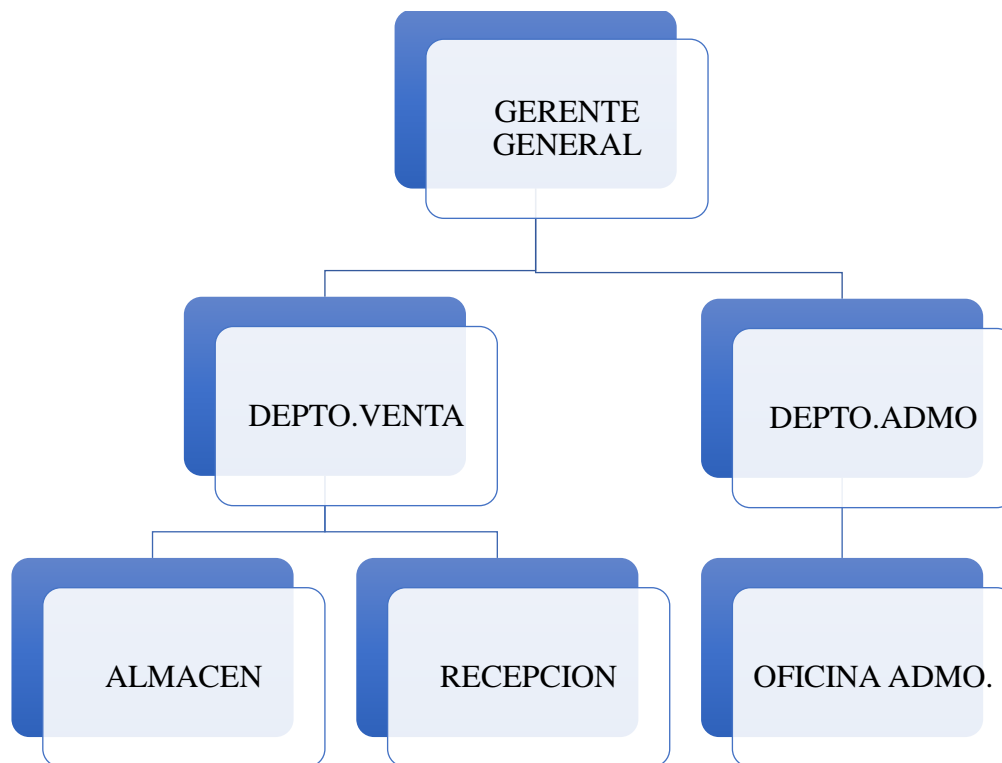 GERENTE
GENERAL
DEPTO.VENTA
DEPTO.ADMO
ALMACEN
RECEPCION
OFICINA ADMO.